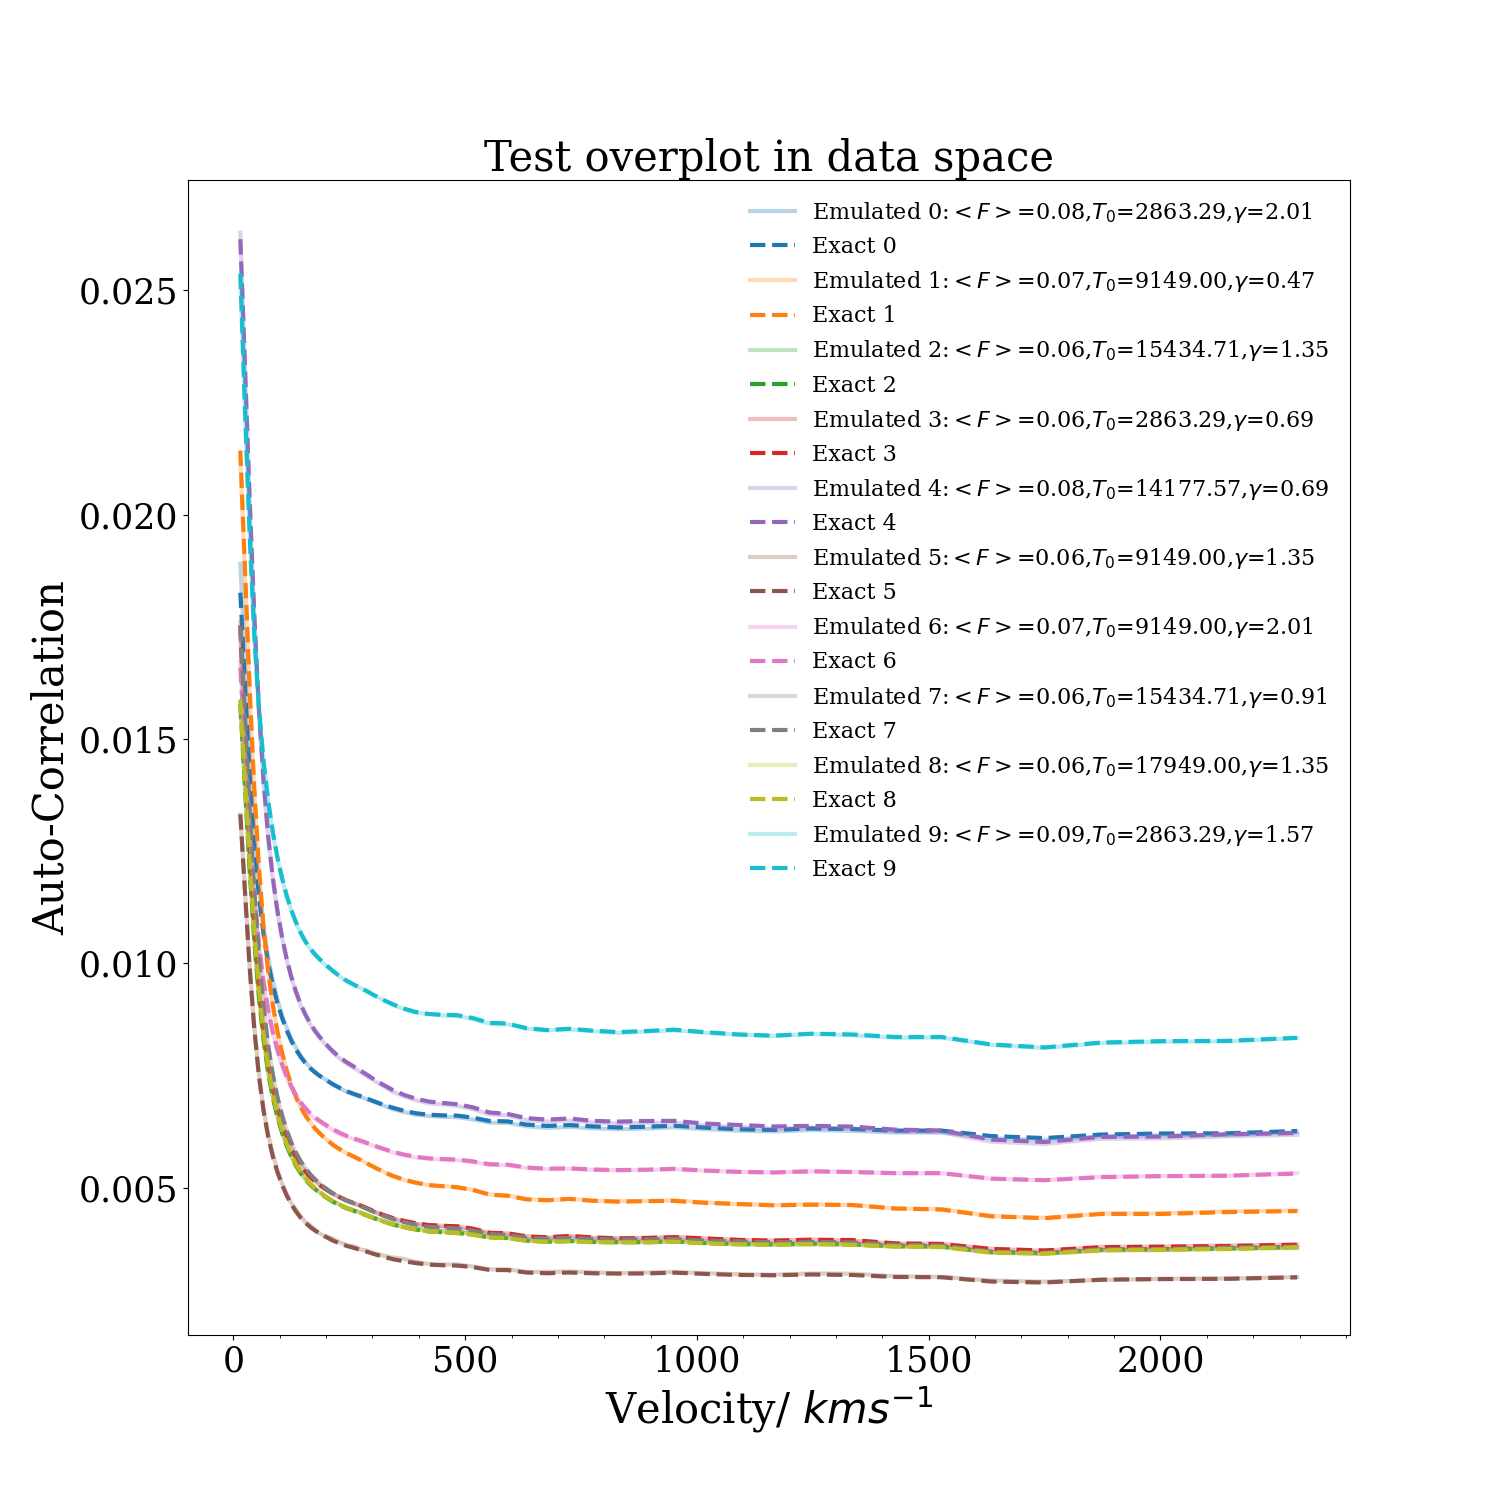 Test overplot in data space
Emulated 0: < F > =0.08,T₀=2863.29,γ=2.01
Exact 0
Emulated 1: < F > =0.07,T₀=9149.00,γ=0.47
Exact 1
Emulated 2: < F > =0.06,T₀=15434.71,γ=1.35
Exact 2
Emulated 3: < F > =0.06,T₀=2863.29,γ=0.69
Exact 3
Emulated 4: < F > =0.08,T₀=14177.57,γ=0.69
Exact 4
Emulated 5: < F > =0.06,T₀=9149.00,γ=1.35
Exact 5
Emulated 6: < F > =0.07,T₀=9149.00,γ=2.01
Exact 6
Emulated 7: < F > =0.06,T₀=15434.71,γ=0.91
Exact 7
Emulated 8: < F > =0.06,T₀=17949.00,γ=1.35
Exact 8
Emulated 9: < F > =0.09,T₀=2863.29,γ=1.57
Exact 9
Auto-Correlation
0.025
0.020
0.015
0.010
0.005
0 500 1000 1500 2000
Velocity/ kms⁻¹